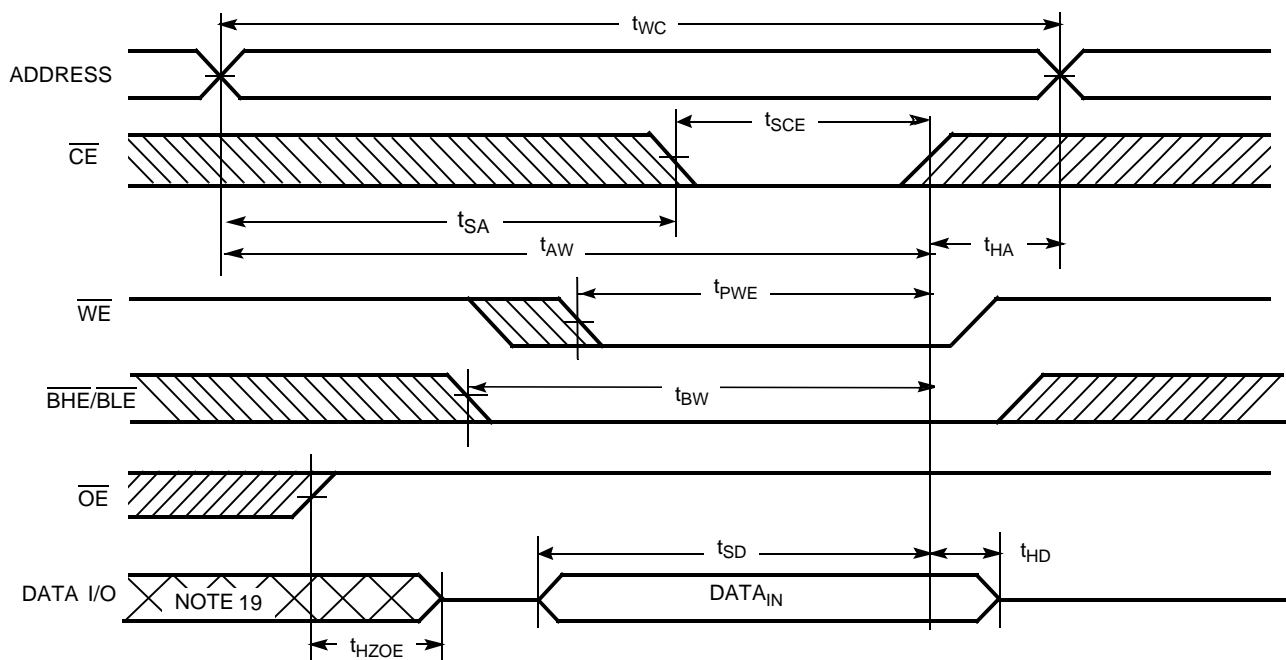 tWC
ADDRESS
tSCE
CE
tSA
tAW
tHA
tPWE
WE
tBW
BHE/BLE
OE
tSD
tHD
DATA I/O
NOTE 19
DATAIN
tHZOE